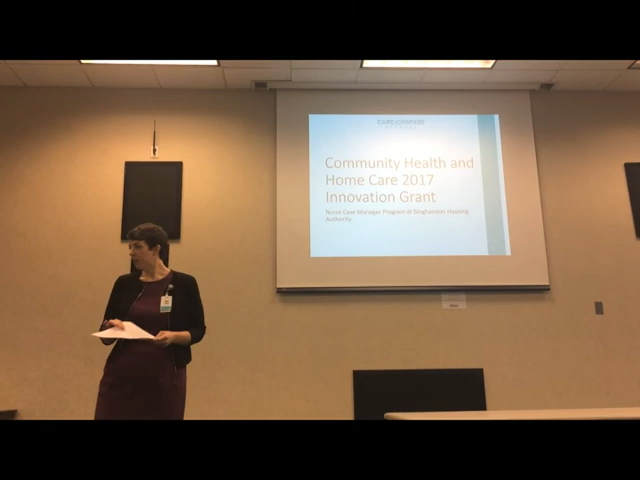 Community Health and
Home Care 2017
Innovation Grant
Nurse Case Manager Program at Binghamton Housing
Authority